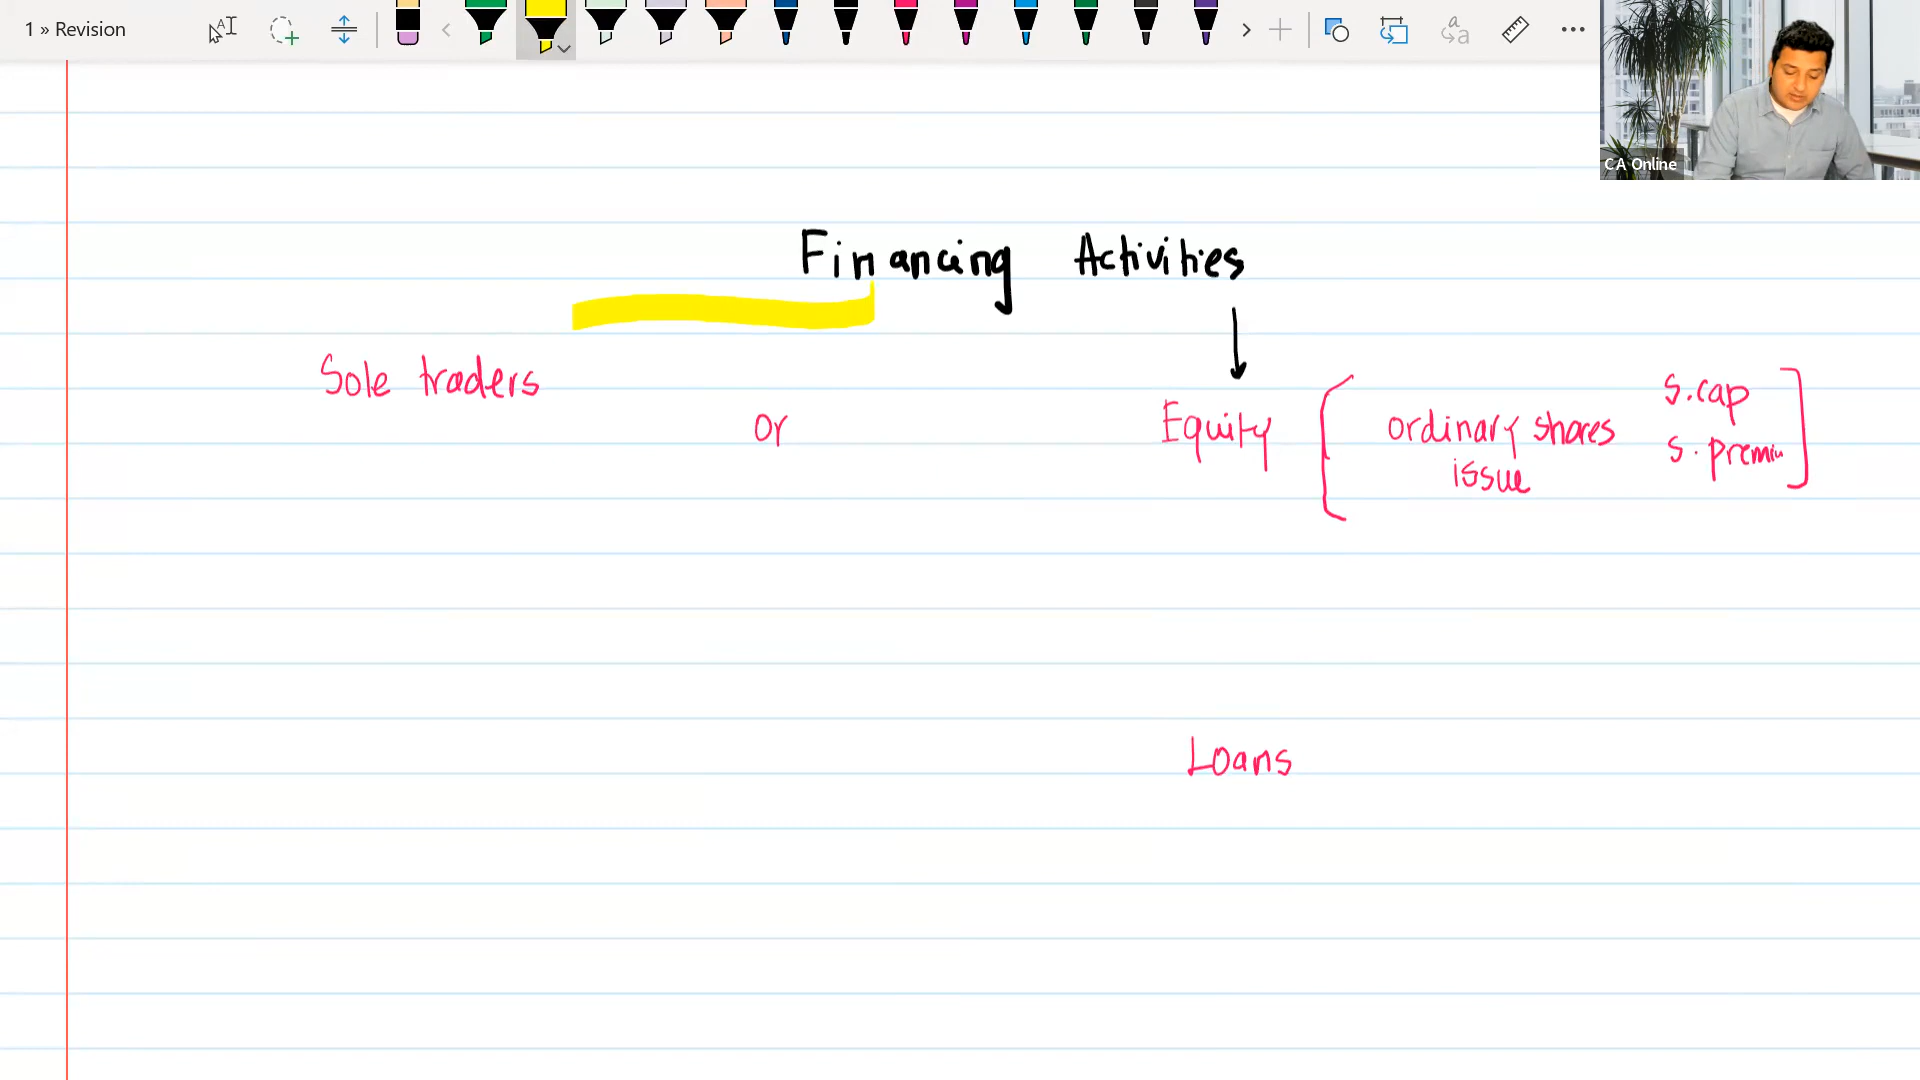 1 » Revision
CA Online
Financing Activities
Sole traders
or
Equity
ordinary shares
issue
s.cap
s.premiu
Loans